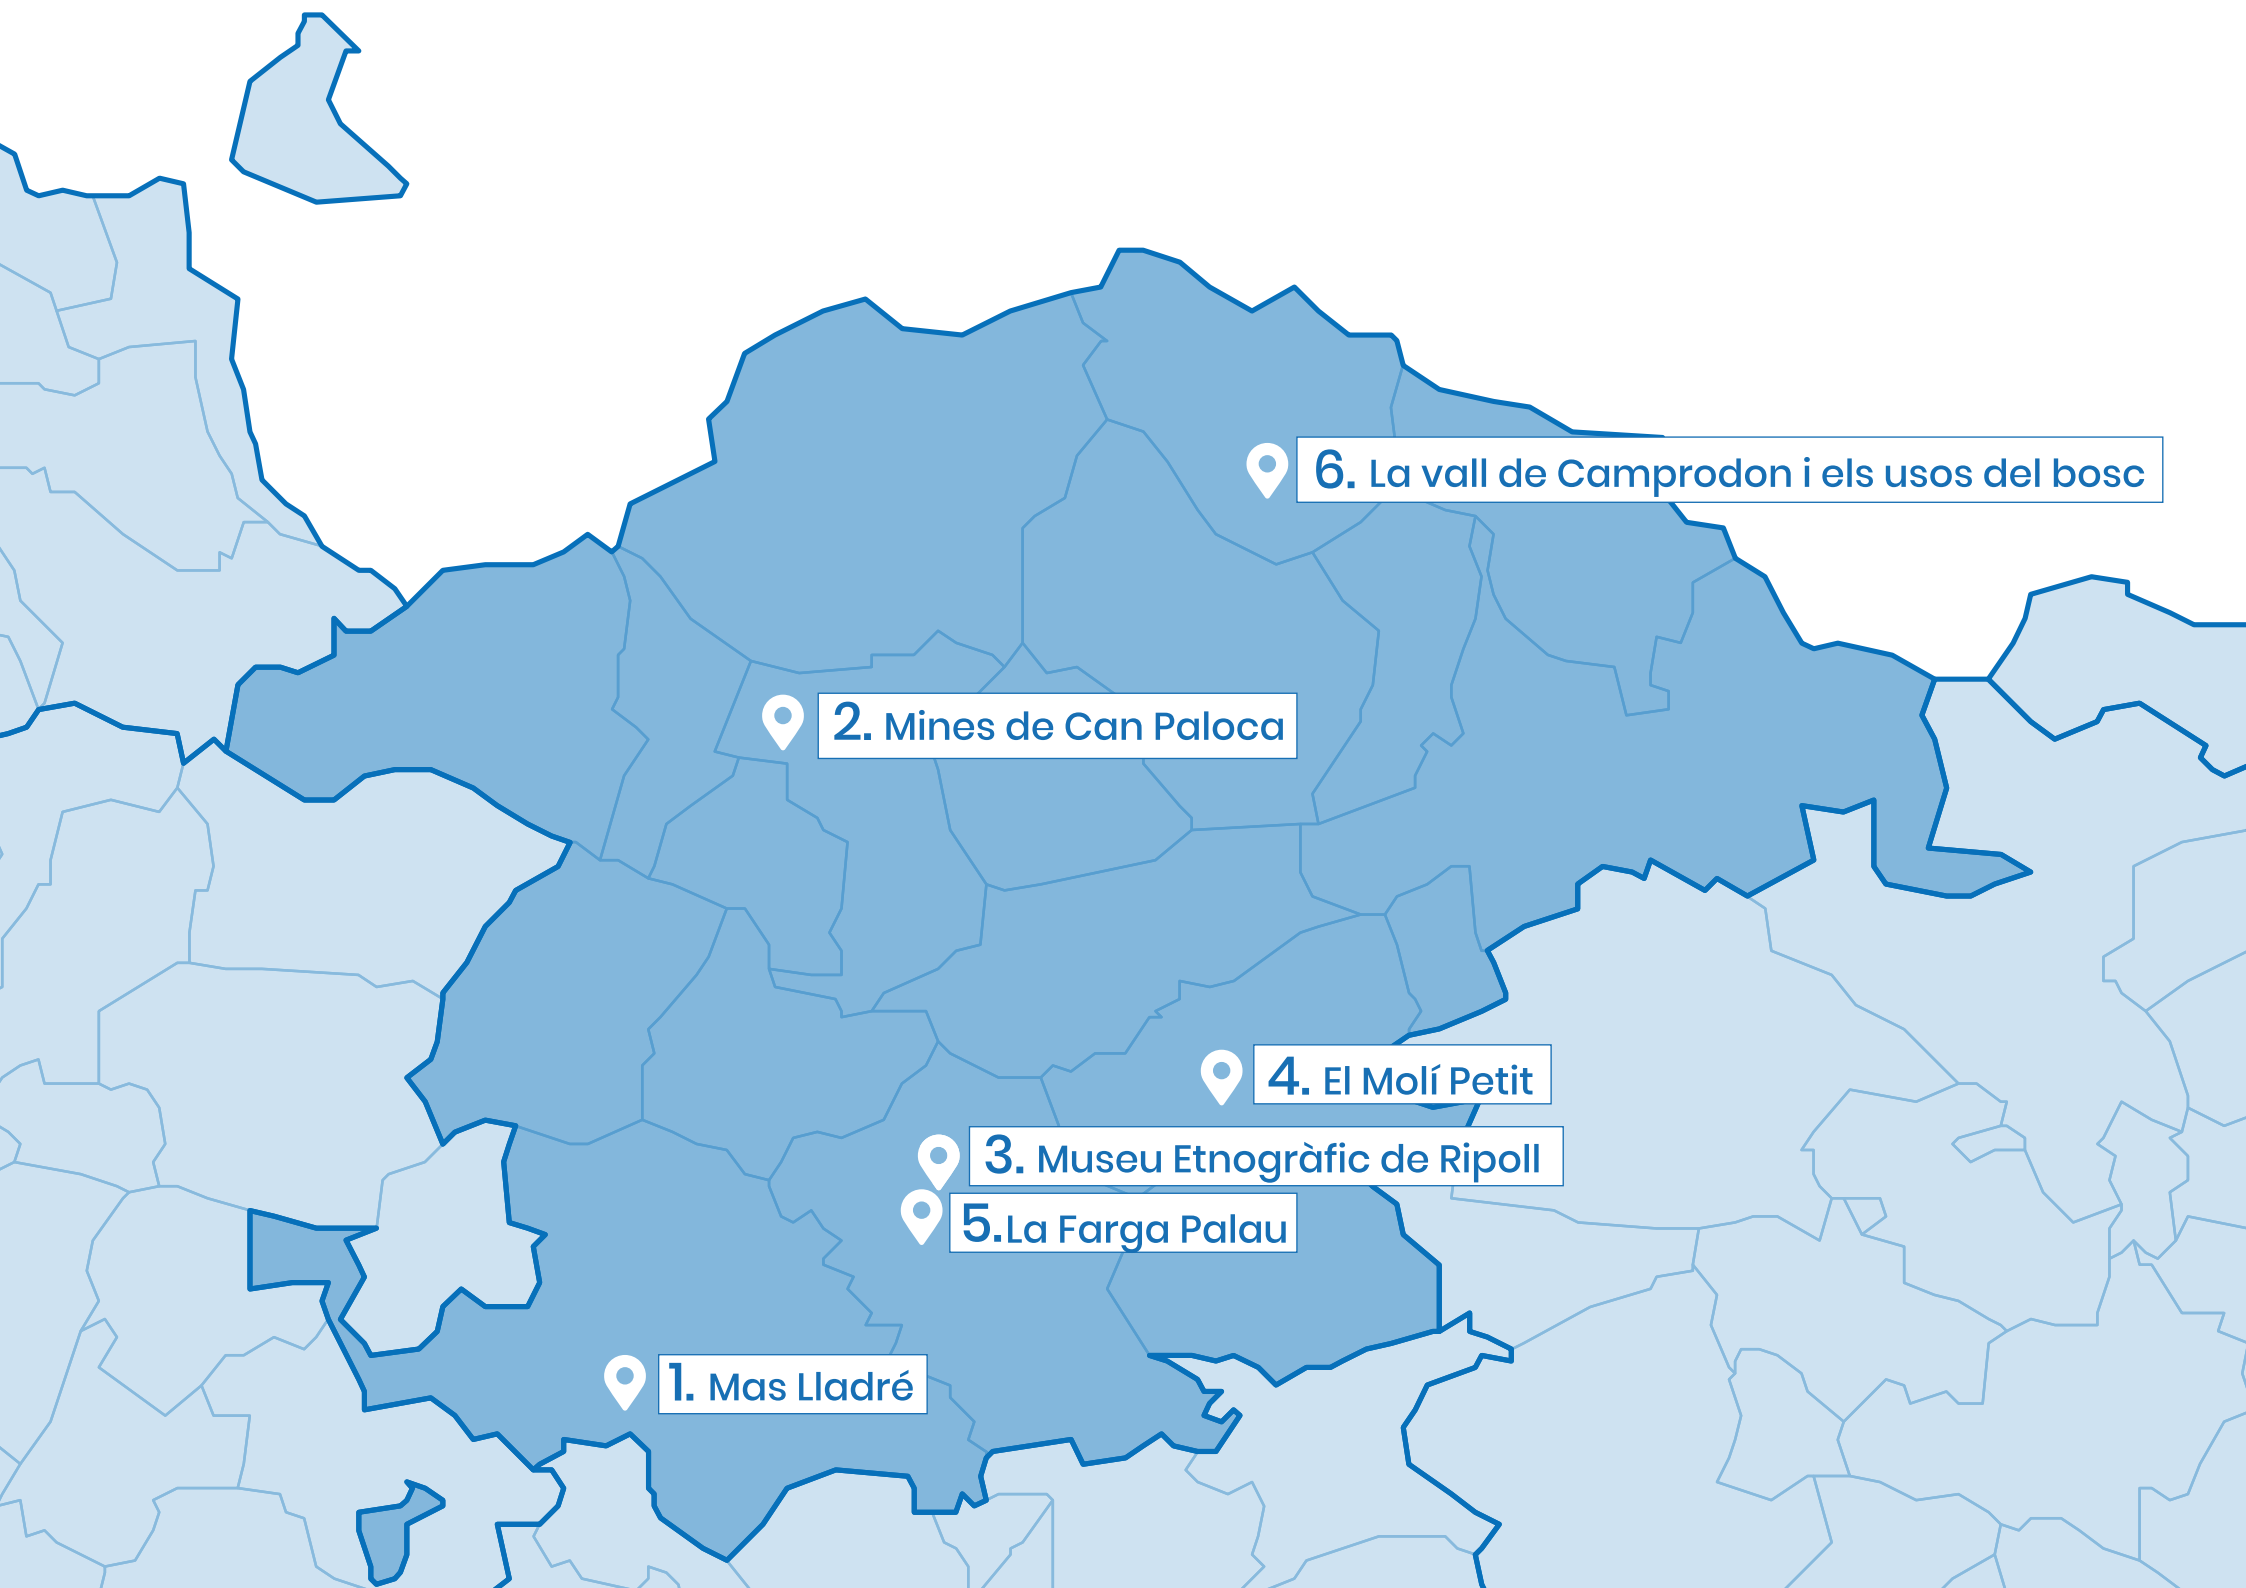 6. La vall de Camprodon i els usos del bosc
2. Mines de Can Paloca
4. El Molí Petit
3. Museu Etnogràfic de Ripoll
5.La Farga Palau
1. Mas Lladré